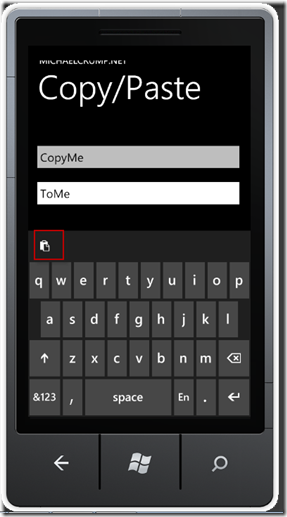 MICHAELCRUMP.NET
Copy/Paste
CopyMe
ToMe
q w e r t y u i o p
a s d f g h j k l
z x c v b n m
&123 , space En .